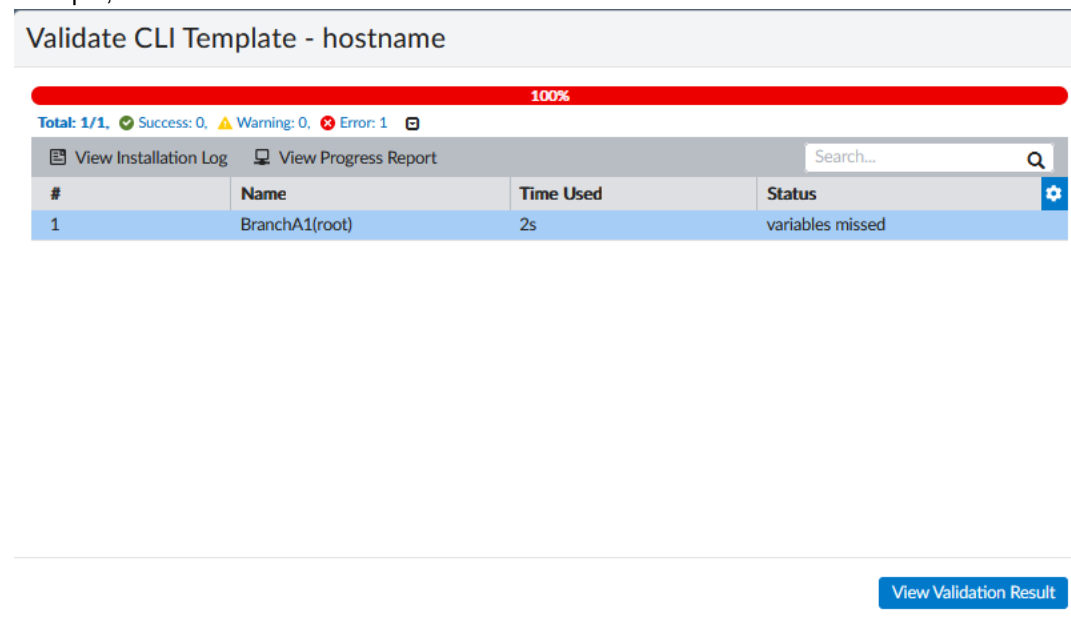 Validate CLI Template - hostname
100%
Total: 1/1, Success: 0, Warning: 0, Error: 1
View Installation Log View Progress Report Search...
# Name Time Used Status
1 BranchA1(root) 2s variables missed
View Validation Result